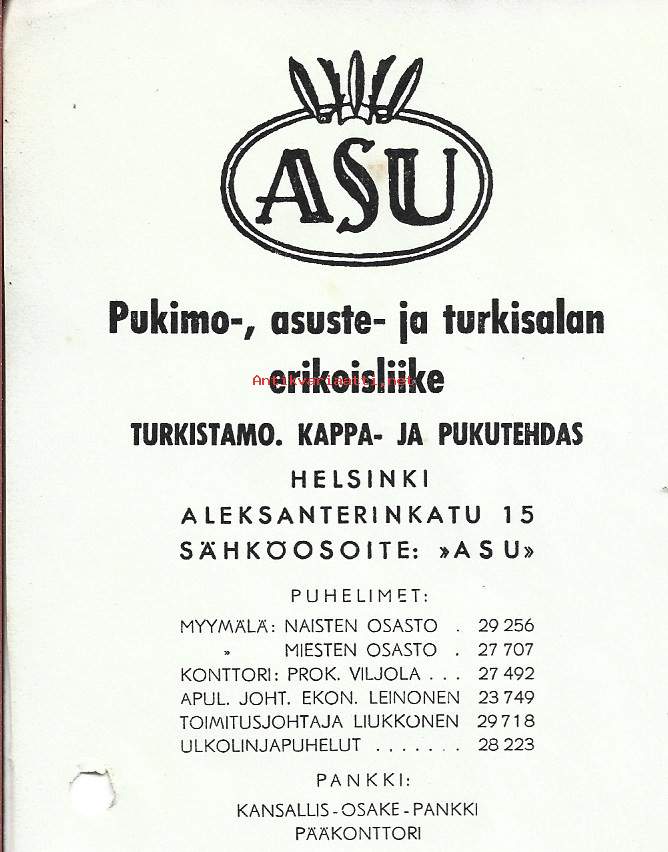 ASU
Pukimo-, asuste- ja turkisalan
erikoisliike
Antikvariaatti.net
TURKISTAMO. KAPPA- JA PUKUTEHDAS
HELSINKI
ALEKSANTERINKATU 15
SÄHKÖOSOITE: »ASU»
PUHELIMET:
MYYMÄLÄ: NAISTEN OSASTO . 29 256
» MIESTEN OSASTO . 27 707
KONTTORI: PROK. VILJOLA . . . 27 492
APUL. JOHT. EKON. LEINONEN 23 749
TOIMITUSJOHTAJA LIUKKONEN 29 718
ULKOLINJAPUHELUT . . . . . . . 28 223
PANKKI:
KANSALLIS-OSAKE-PANKKI
PÄÄKONTTORI